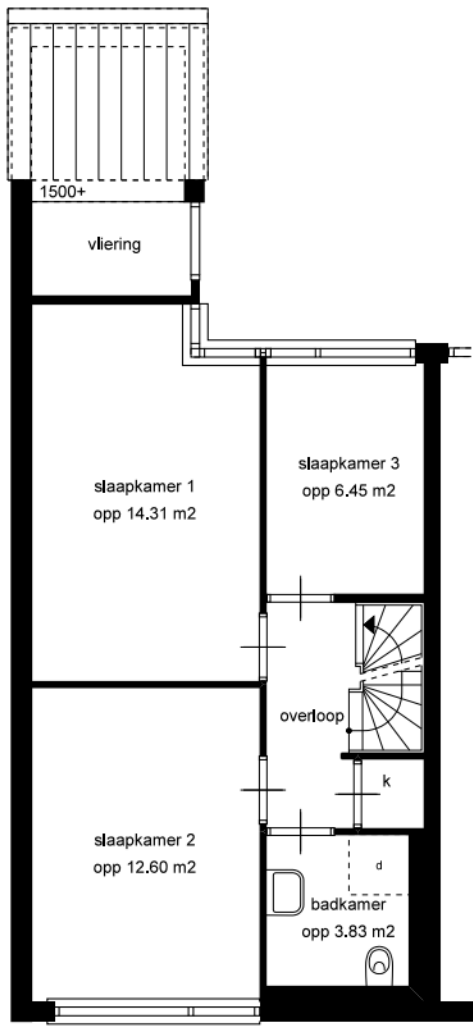 1500+
vliering
slaapkamer 3
opp 6.45 m2
slaapkamer 1
opp 14.31 m2
overloop
k
slaapkamer 2
opp 12.60 m2
d
badkamer
opp 3.83 m2